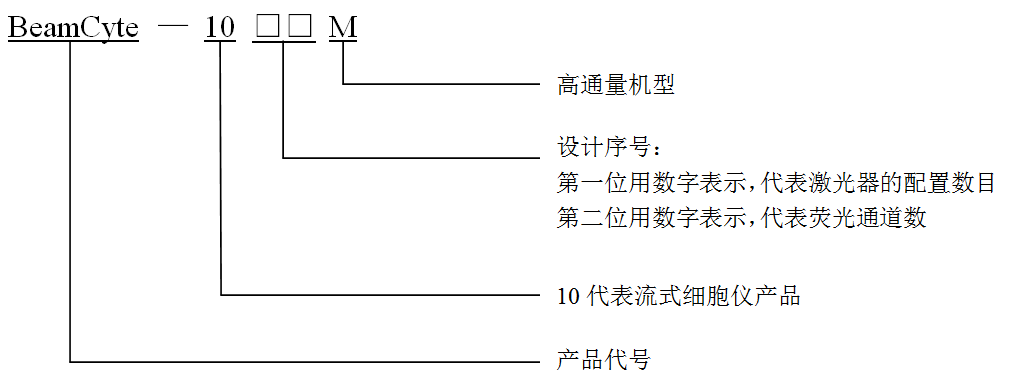 BeamCyte — 10 □□ M
高通量机型
设计序号：
第一位用数字表示，代表激光器的配置数目
第二位用数字表示，代表荧光通道数
10 代表流式细胞仪产品
产品代号